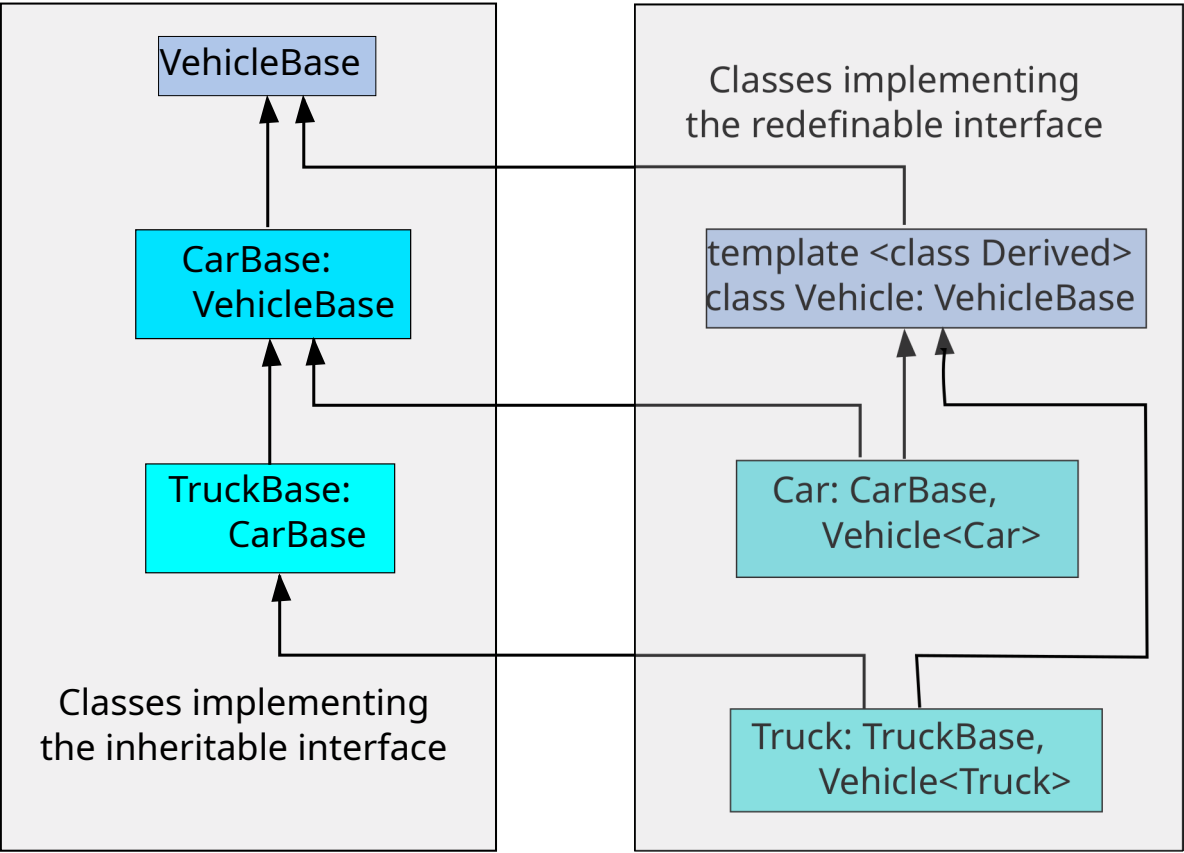 VehicleBase
CarBase:
VehicleBase
TruckBase:
CarBase
Classes implementing
the inheritable interface
Classes implementing
the redefinable interface
template <class Derived>
class Vehicle: VehicleBase
Car: CarBase,
Vehicle<Car>
Truck: TruckBase,
Vehicle<Truck>